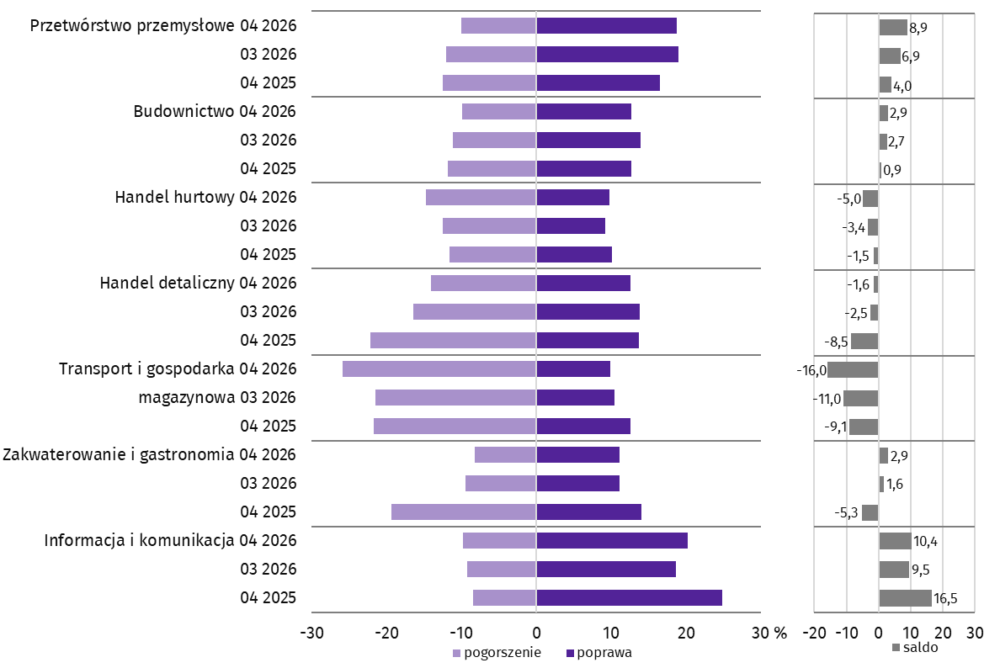 Przetwórstwo przemysłowe 04 2026 8,9
03 2026 6,9
04 2025 4,0
Budownictwo 04 2026 2,9
03 2026 2,7
04 2025 0,9
Handel hurtowy 04 2026 -5,0
03 2026 -3,4
04 2025 -1,5
Handel detaliczny 04 2026 -1,6
03 2026 -2,5
04 2025 -8,5
Transport i gospodarka 04 2026 -16,0
magazynowa 03 2026 -11,0
04 2025 -9,1
Zakwaterowanie i gastronomia 04 2026 2,9
03 2026 1,6
04 2025 -5,3
Informacja i komunikacja 04 2026 10,4
03 2026 9,5
04 2025 16,5
-30 -20 -10 0 10 20 30 % -20 -10 0 10 20 30
pogorszenie poprawa saldo